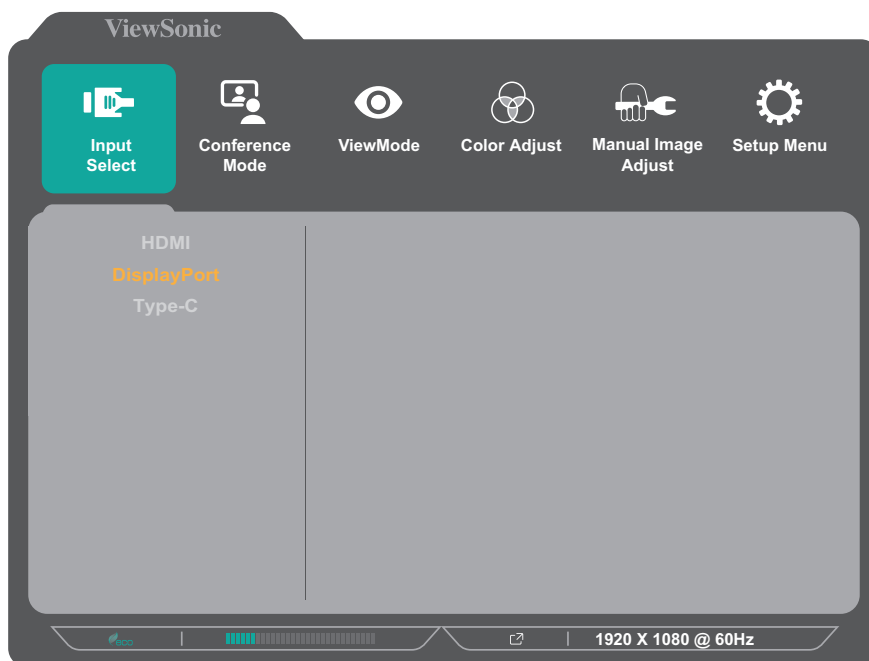 ViewSonic
Input
Select
Conference
Mode
ViewMode
Color Adjust
Manual Image
Adjust
Setup Menu
HDMI
DisplayPort
Type-C
eco
1920 X 1080 @ 60Hz